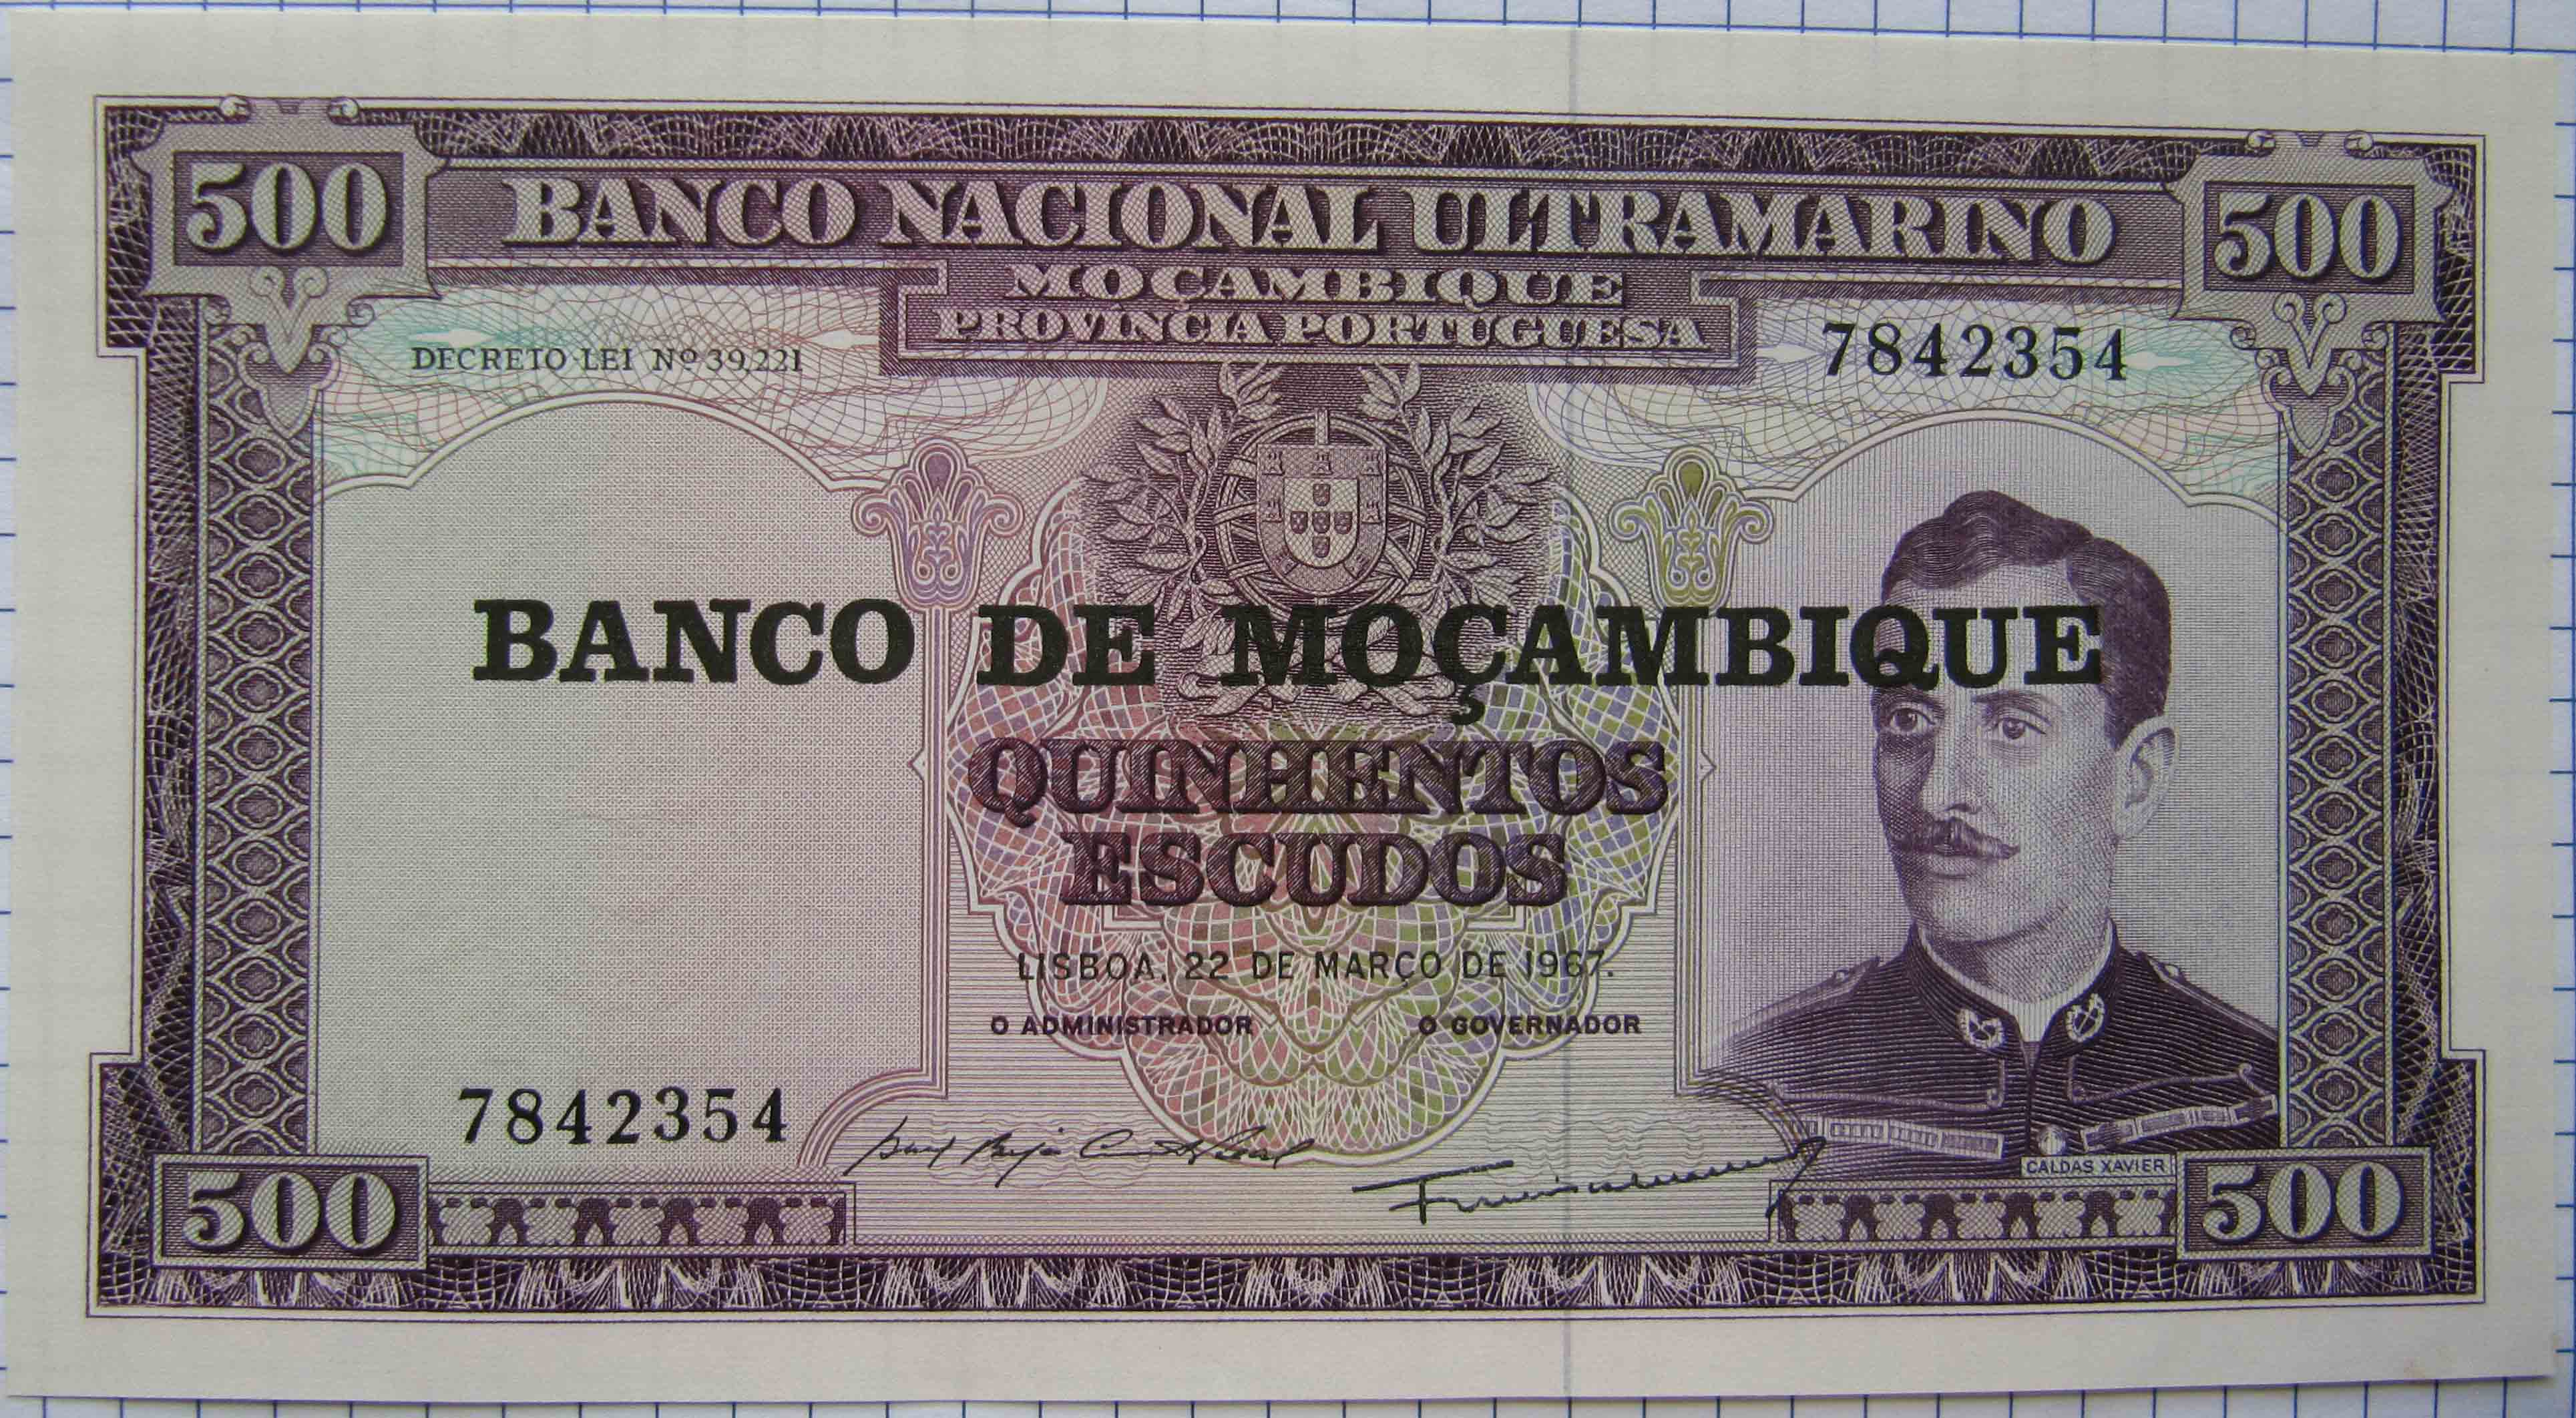 500 BANCO NACIONAL ULTRAMARINO 500
MOÇAMBIQUE
PROVINCIA PORTUGUESA
DECRETO LEI Nº 39,221
7842354
BANCO DE MOÇAMBIQUE
QUINHENTOS
ESCUDOS
LISBOA, 22 DE MARÇO DE 1967.
O ADMINISTRADOR O GOVERNADOR
7842354
CALDAS XAVIER
500 500